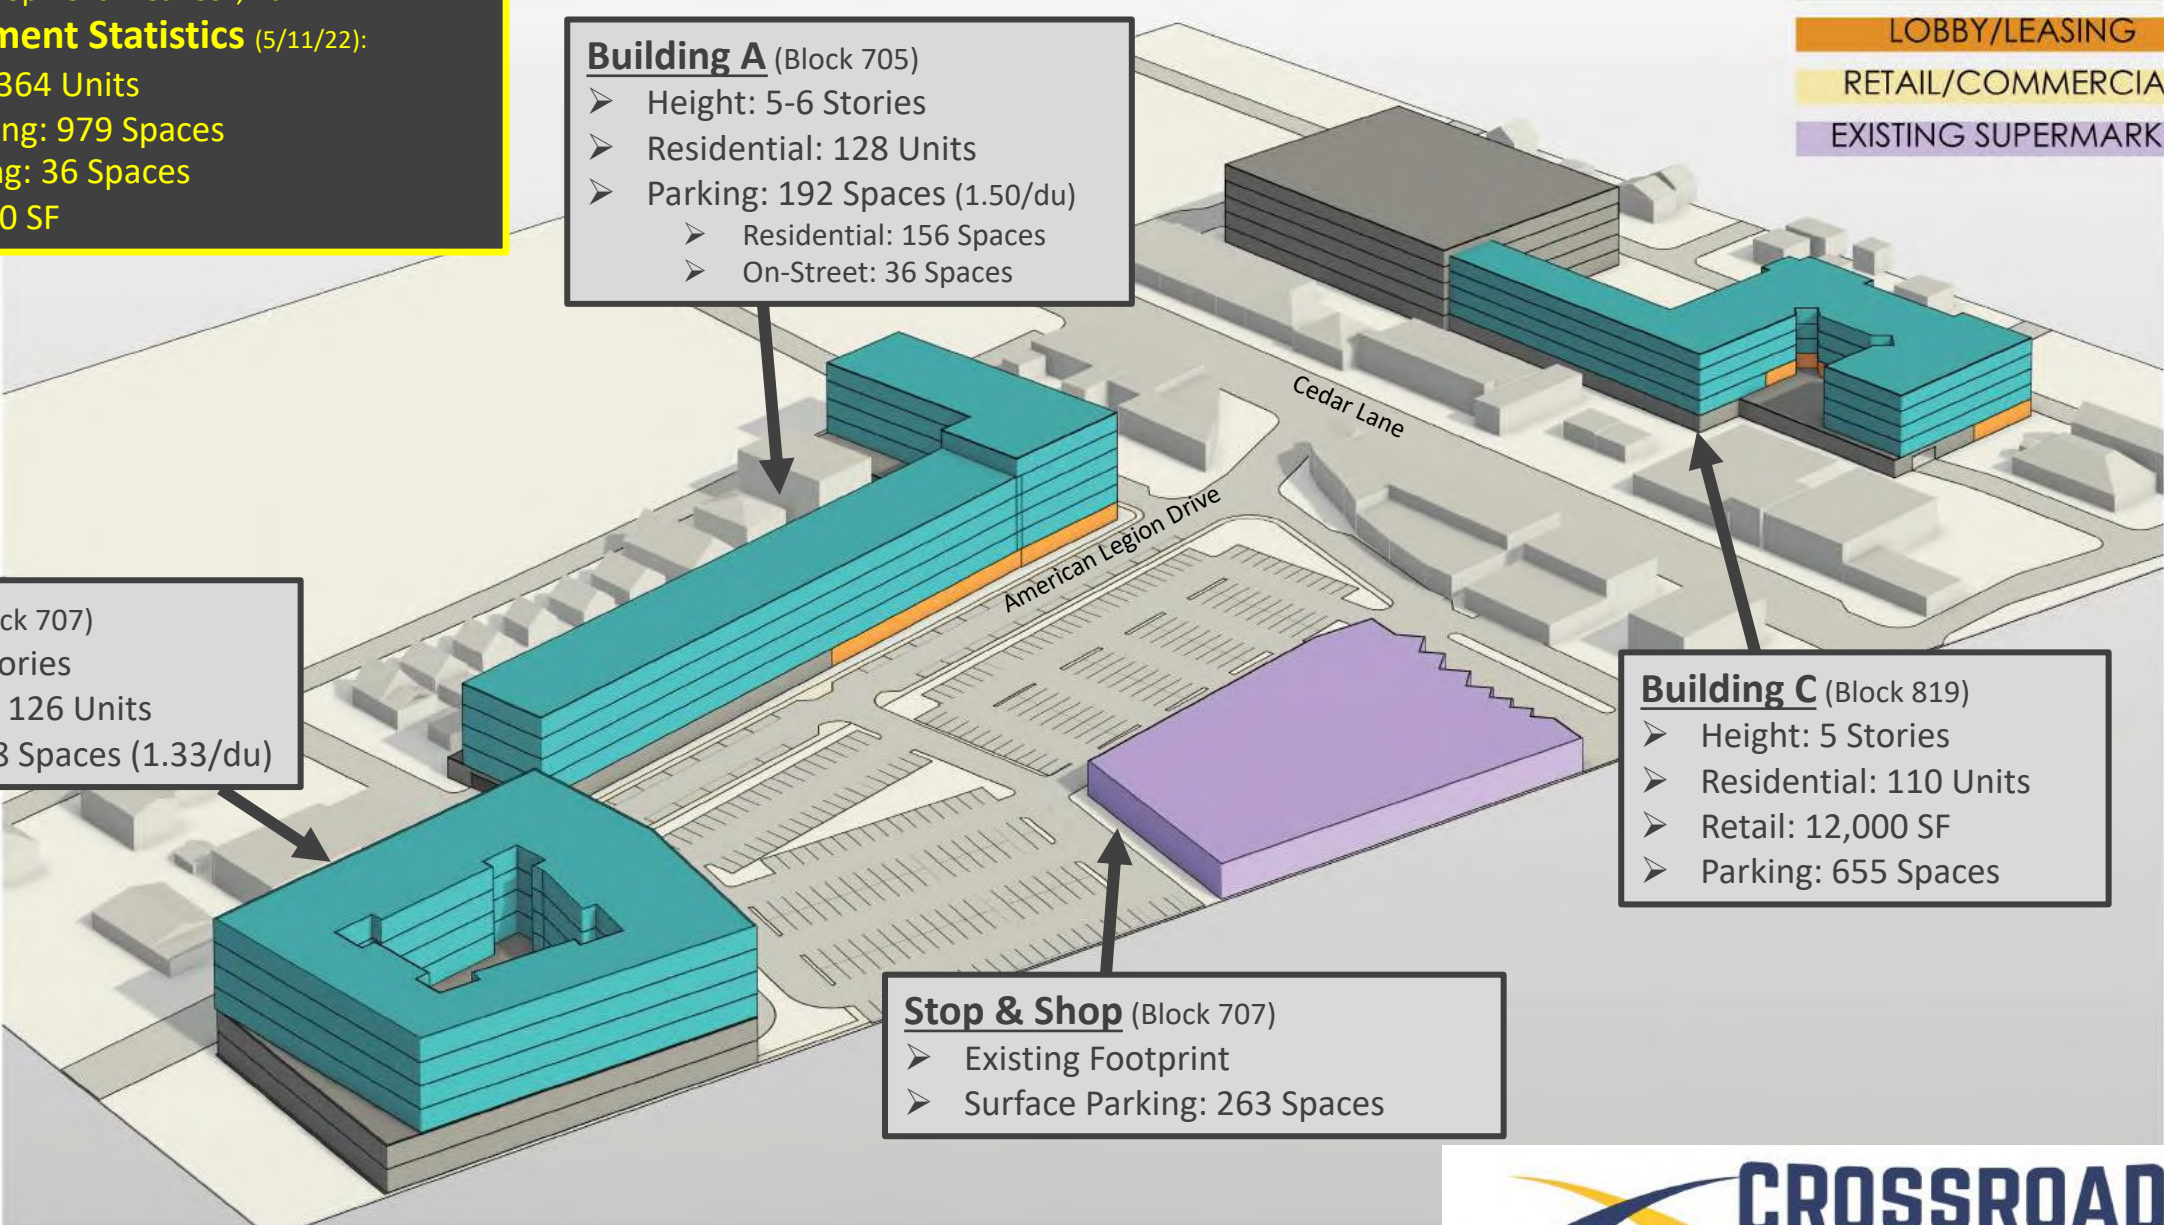 ment Statistics (5/11/22):
364 Units
ng: 979 Spaces
g: 36 Spaces
0 SF
Building A (Block 705)
➤ Height: 5-6 Stories
➤ Residential: 128 Units
➤ Parking: 192 Spaces (1.50/du)
➤ Residential: 156 Spaces
➤ On-Street: 36 Spaces
LOBBY/LEASING
RETAIL/COMMERCIA
EXISTING SUPERMARK
Cedar Lane
American Legion Drive
ck 707)
ories
126 Units
3 Spaces (1.33/du)
Building C (Block 819)
➤ Height: 5 Stories
➤ Residential: 110 Units
➤ Retail: 12,000 SF
➤ Parking: 655 Spaces
Stop & Shop (Block 707)
➤ Existing Footprint
➤ Surface Parking: 263 Spaces
CROSSROAD